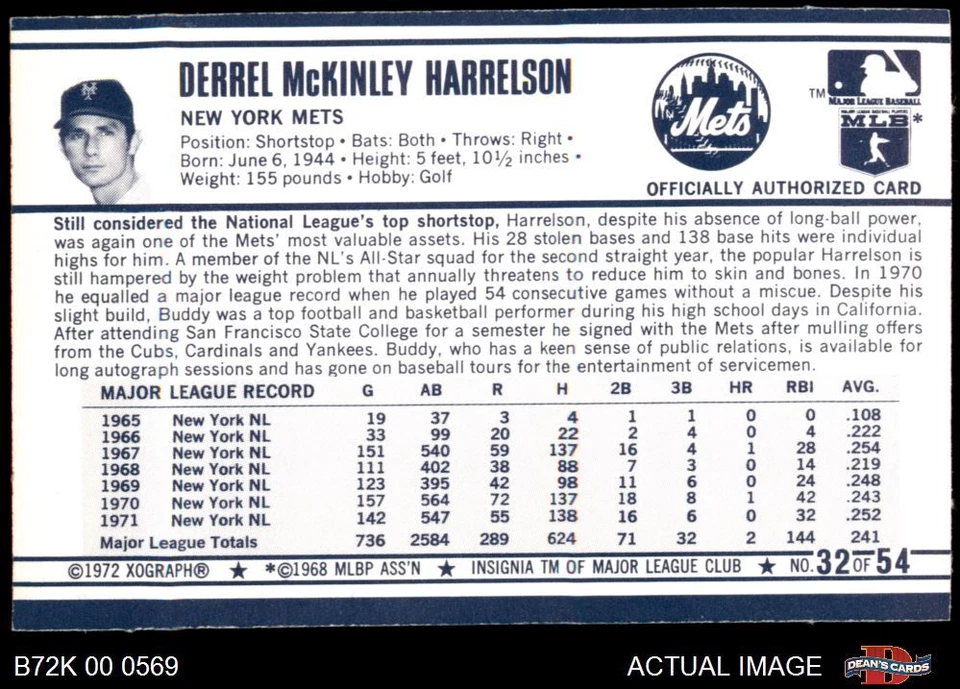 DERREL McKINLEY HARRELSON
NEW YORK METS
Position: Shortstop • Bats: Both • Throws: Right •
Born: June 6, 1944 • Height: 5 feet, 10½ inches •
Weight: 155 pounds • Hobby: Golf
Mets
TM
MAJOR LEAGUE BASEBALL
MAJOR LEAGUE BASEBALL PLAYERS
MLB*
OFFICIALLY AUTHORIZED CARD
Still considered the National League's top shortstop, Harrelson, despite his absence of long-ball power,
was again one of the Mets' most valuable assets. His 28 stolen bases and 138 base hits were individual
highs for him. A member of the NL's All-Star squad for the second straight year, the popular Harrelson is
still hampered by the weight problem that annually threatens to reduce him to skin and bones. In 1970
he equalled a major league record when he played 54 consecutive games without a miscue. Despite his
slight build, Buddy was a top football and basketball performer during his high school days in California.
After attending San Francisco State College for a semester he signed with the Mets after mulling offers
from the Cubs, Cardinals and Yankees. Buddy, who has a keen sense of public relations, is available for
long autograph sessions and has gone on baseball tours for the entertainment of servicemen.
MAJOR LEAGUE RECORD G AB R H 2B 3B HR RBI AVG.
1965 New York NL 19 37 3 4 1 1 0 0 .108
1966 New York NL 33 99 20 22 2 4 0 4 .222
1967 New York NL 151 540 59 137 16 4 1 28 .254
1968 New York NL 111 402 38 88 7 3 0 14 .219
1969 New York NL 123 395 42 98 11 6 0 24 .248
1970 New York NL 157 564 72 137 18 8 1 42 .243
1971 New York NL 142 547 55 138 16 6 0 32 .252
Major League Totals 736 2584 289 624 71 32 2 144 241
©1972 XOGRAPH® ★ *©1968 MLBP ASS'N ★ INSIGNIA TM OF MAJOR LEAGUE CLUB ★ NO. 32 OF 54
B72K 00 0569
ACTUAL IMAGE
DEAN'S CARDS